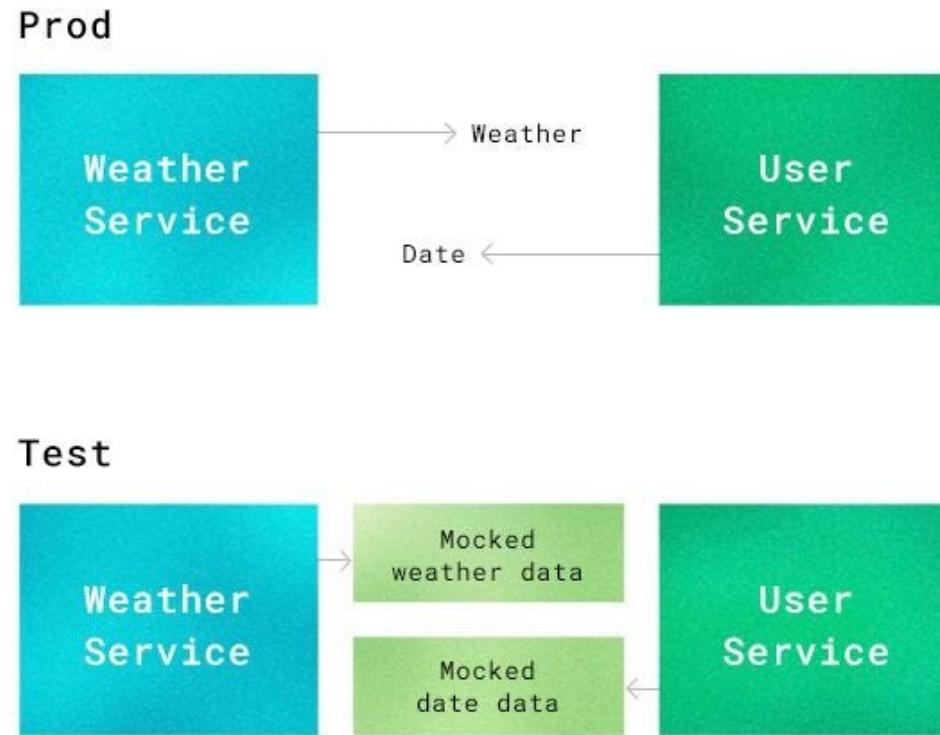 Prod
Weather
Service
Weather
Date
User
Service
Test
Weather
Service
Mocked
weather data
Mocked
date data
User
Service